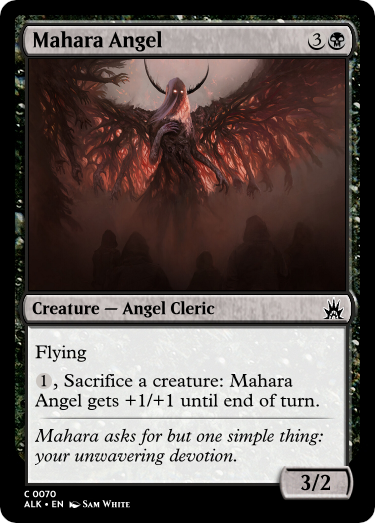 Mahara Angel 3
Creature — Angel Cleric
Flying
1, Sacrifice a creature: Mahara
Angel gets +1/+1 until end of turn.
Mahara asks for but one simple thing:
your unwavering devotion.
3/2
C 0070
ALK • EN SAM WHITE